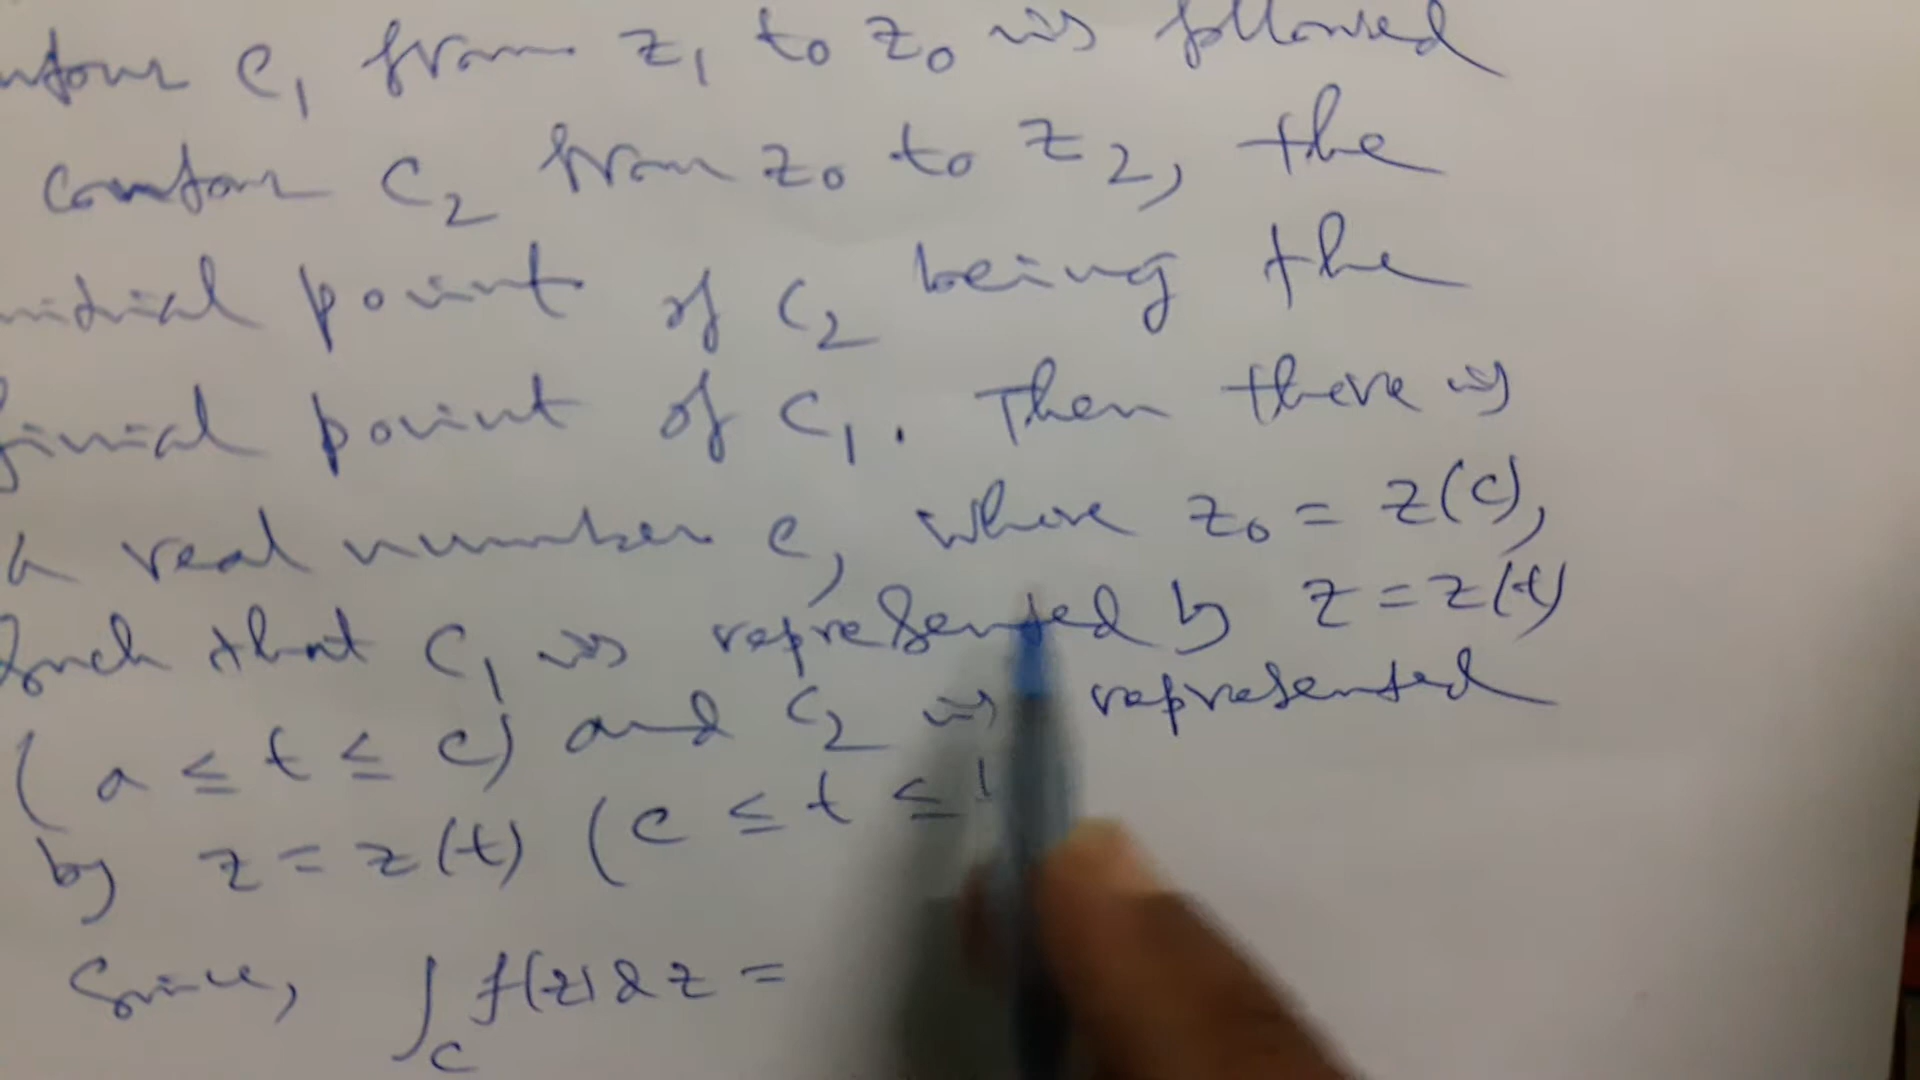 C₁ from z₁ to z₀ is followed
contour C₂ from z₀ to z₂, the
initial point of C₂ being the
finial point of C₁. Then there is
a real number c, where z₀ = z(c),
Such that C₁ is represented by z = z(t)
(a ≤ t ≤ c) and C₂ is represented
by z = z(t) (c ≤ t ≤
Since, ∫_C f(z)dz =